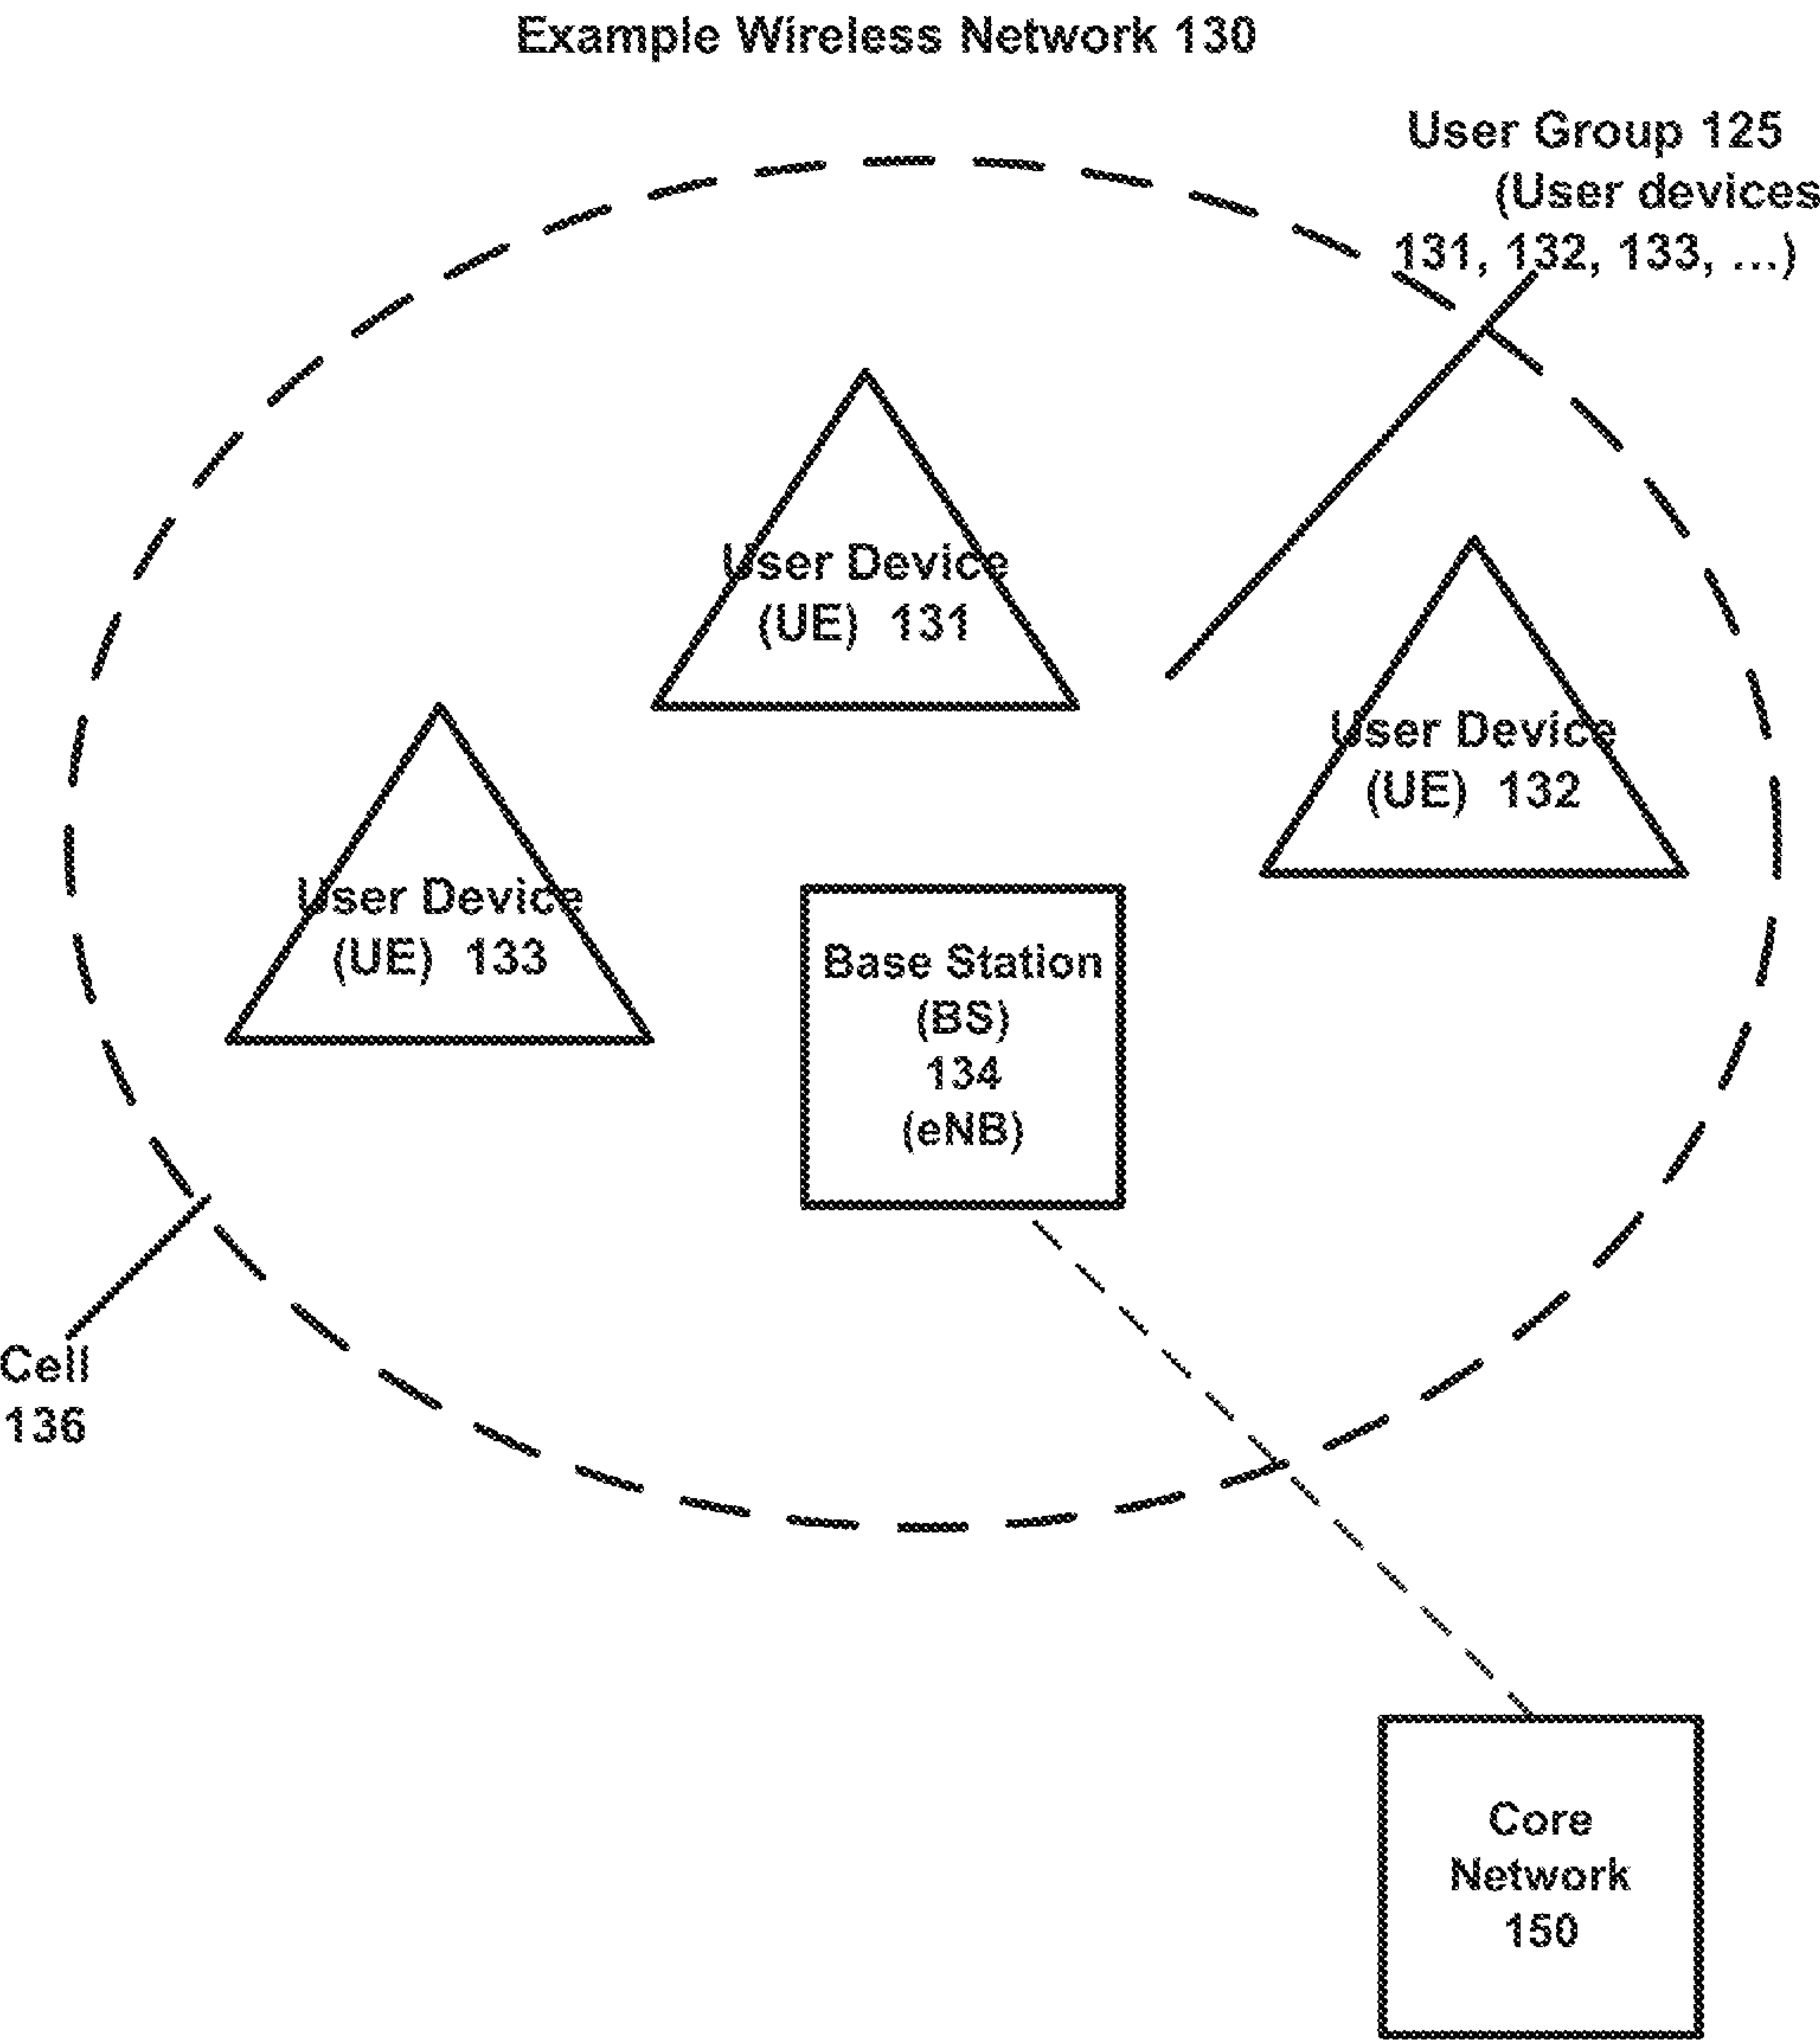 Example Wireless Network 130
User Group 125
(User devices
131, 132, 133, ...)
User Device
(UE) 131
User Device
(UE) 132
User Device
(UE) 133
Base Station
(BS)
134
(eNB)
Cell
136
Core
Network
150